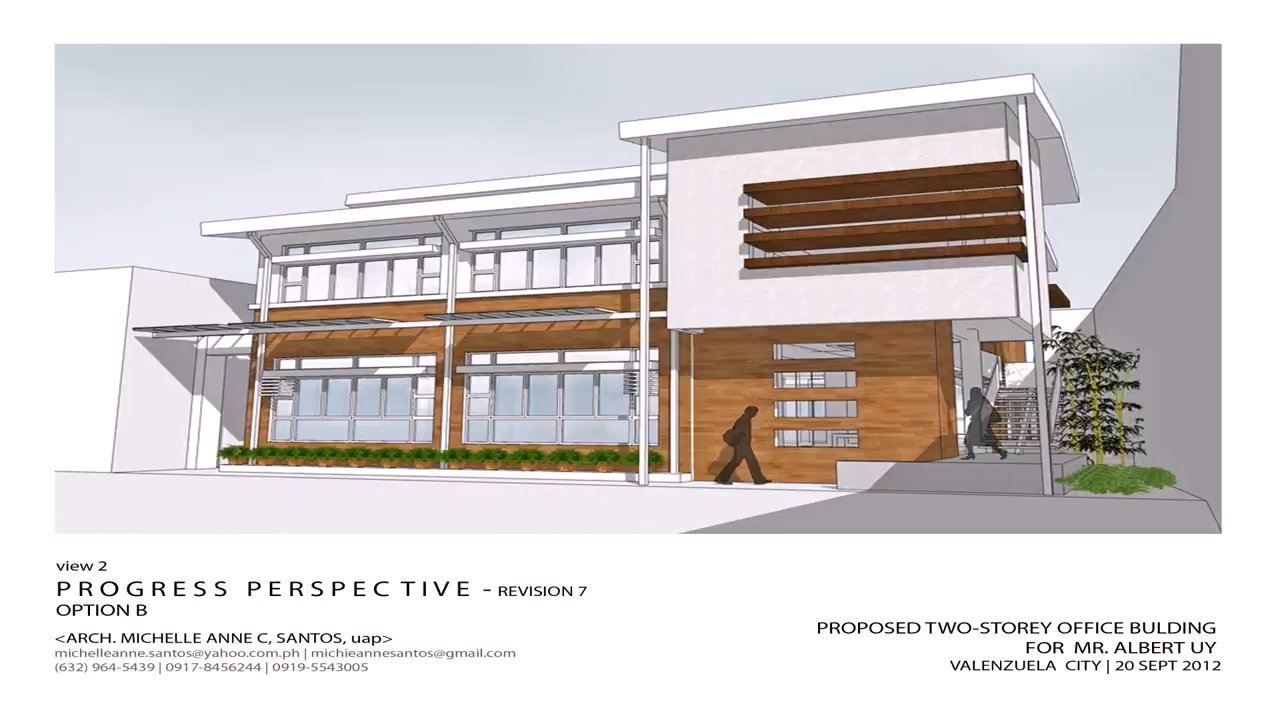 view 2
PROGRESS PERSPECTIVE - REVISION 7
OPTION B
<ARCH. MICHELLE ANNE C, SANTOS, uap>
michelleanne.santos@yahoo.com.ph | michieannesantos@gmail.com
(632) 964-5439 | 0917-8456244 | 0919-5543005
PROPOSED TWO-STOREY OFFICE BULDING
FOR MR. ALBERT UY
VALENZUELA CITY | 20 SEPT 2012